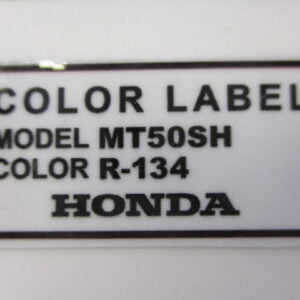 COLOR LABEL
MODEL MT50SH
COLOR R-134
HONDA